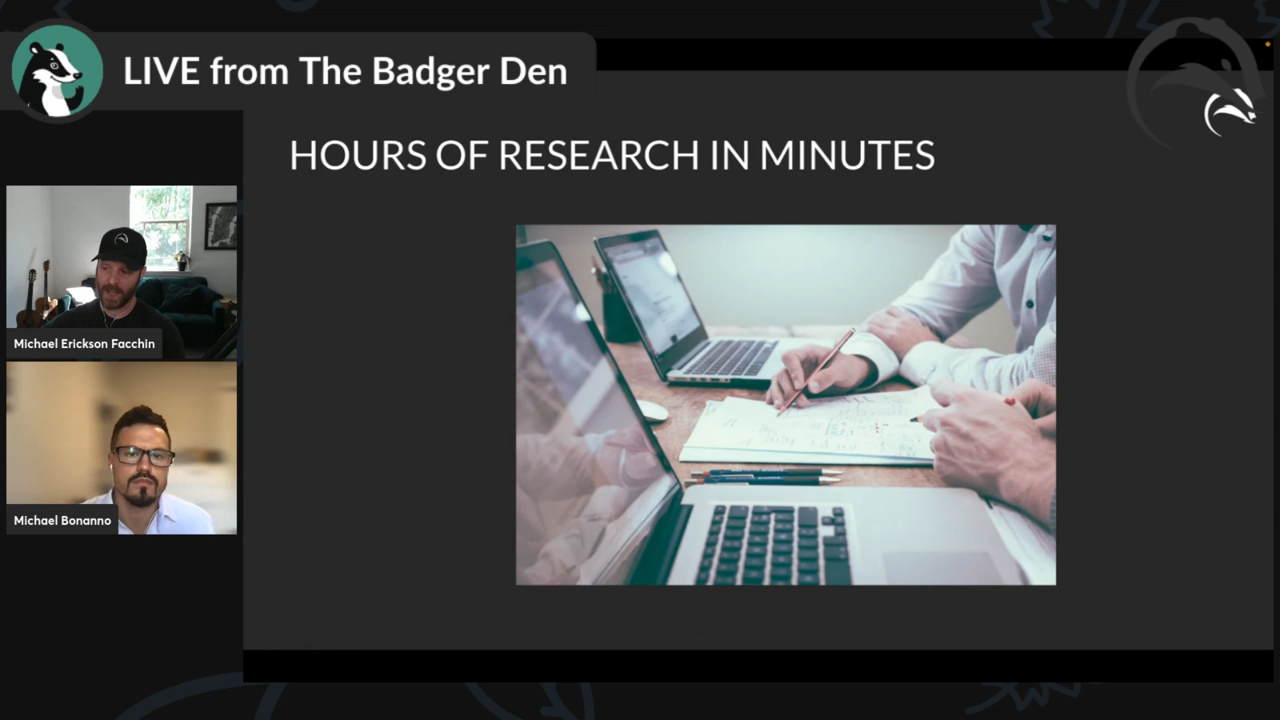 LIVE from The Badger Den
HOURS OF RESEARCH IN MINUTES
Michael Erickson Facchin
Michael Bonanno